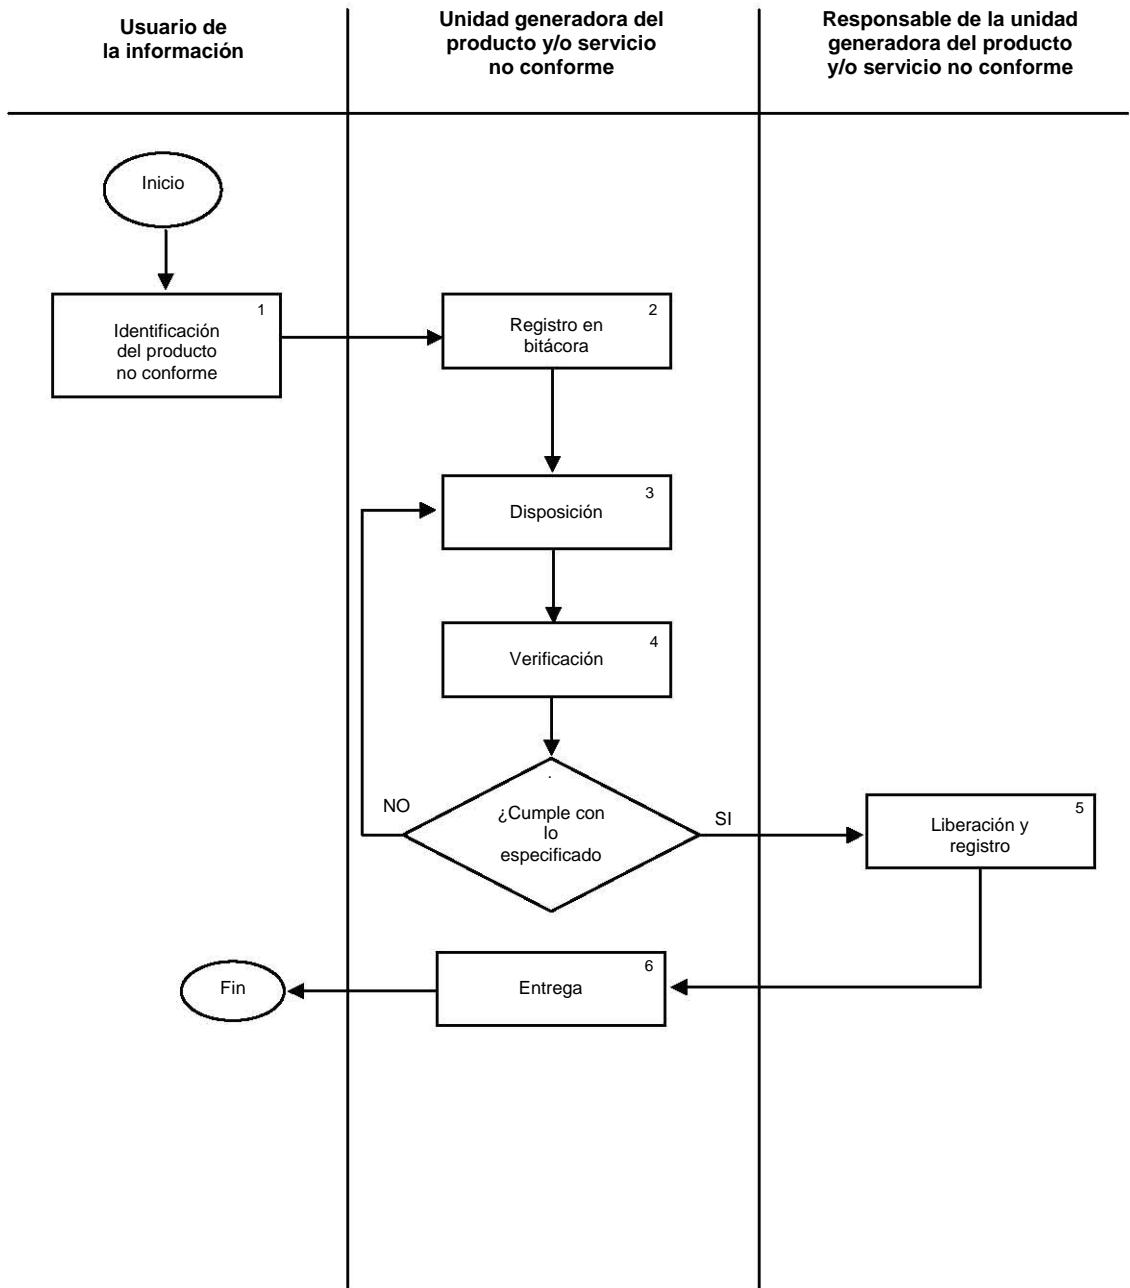 Usuario de
la información
Unidad generadora del
producto y/o servicio
no conforme
Responsable de la unidad
generadora del producto
y/o servicio no conforme
Inicio
1
Identificación
del producto
no conforme
2
Registro en
bitácora
3
Disposición
4
Verificación
.
¿Cumple con
lo
especificado
NO
SI
5
Liberación y
registro
6
Entrega
Fin